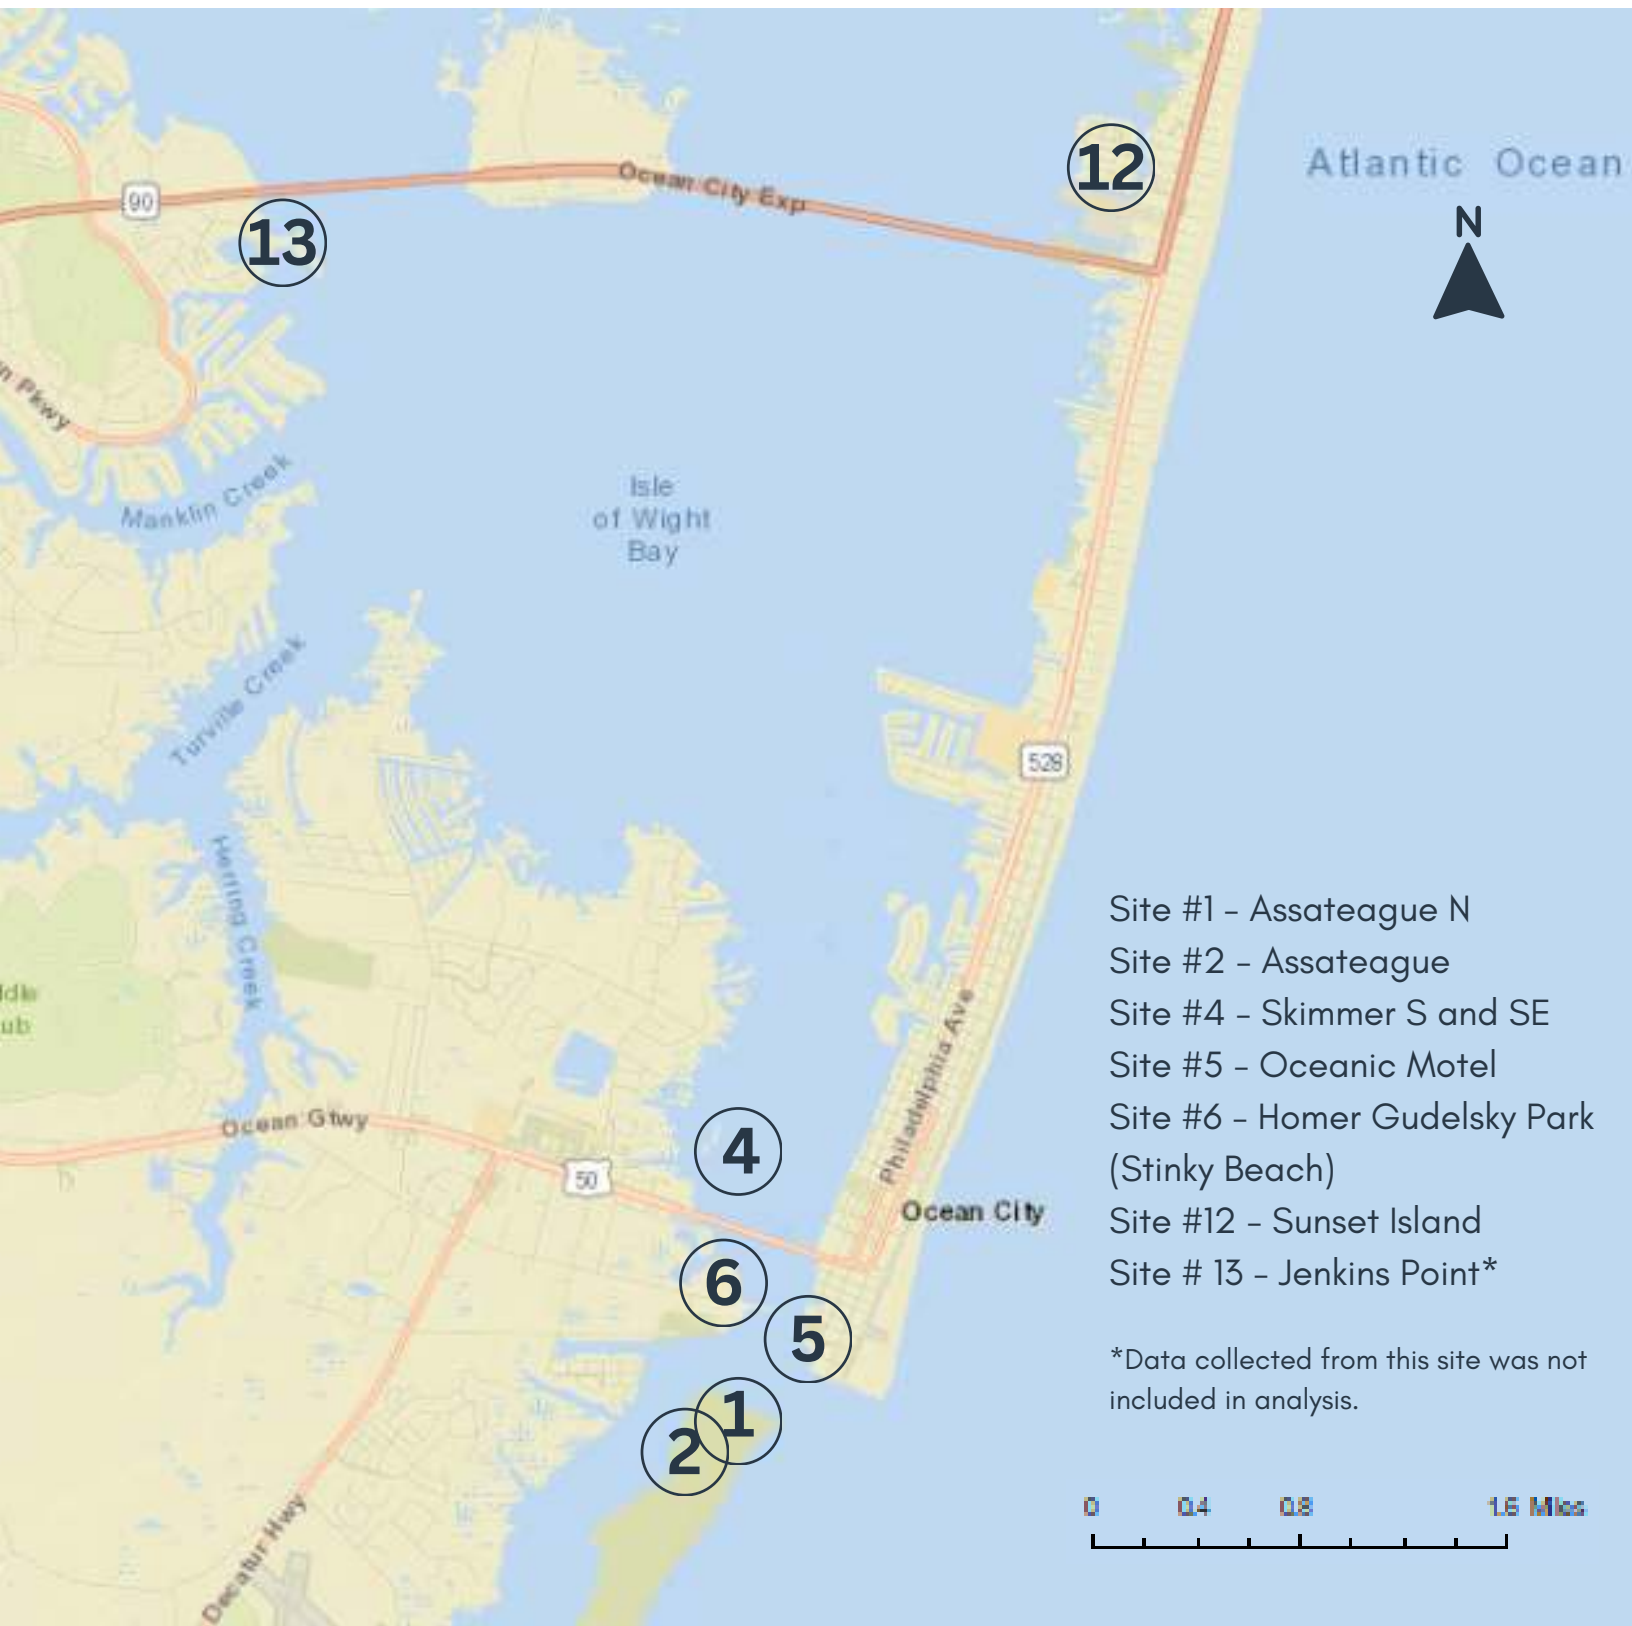 Atlantic Ocean
12
Ocean City Exp
90
N
13
n Pkwy
Manklin Creek
Isle
of Wight
Bay
Turville Creek
528
Herring Creek
Site #1 - Assateague N
Site #2 - Assateague
ddle
ub
Site #4 - Skimmer S and SE
Philadelphia Ave
Site #5 - Oceanic Motel
Ocean Gtwy
Site #6 - Homer Gudelsky Park
(Stinky Beach)
4
50
Ocean City
Site #12 - Sunset Island
6
Site # 13 - Jenkins Point*
5
*Data collected from this site was not
included in analysis.
1
2
Decatur Hwy
0 0.4 0.8 1.6 Miles